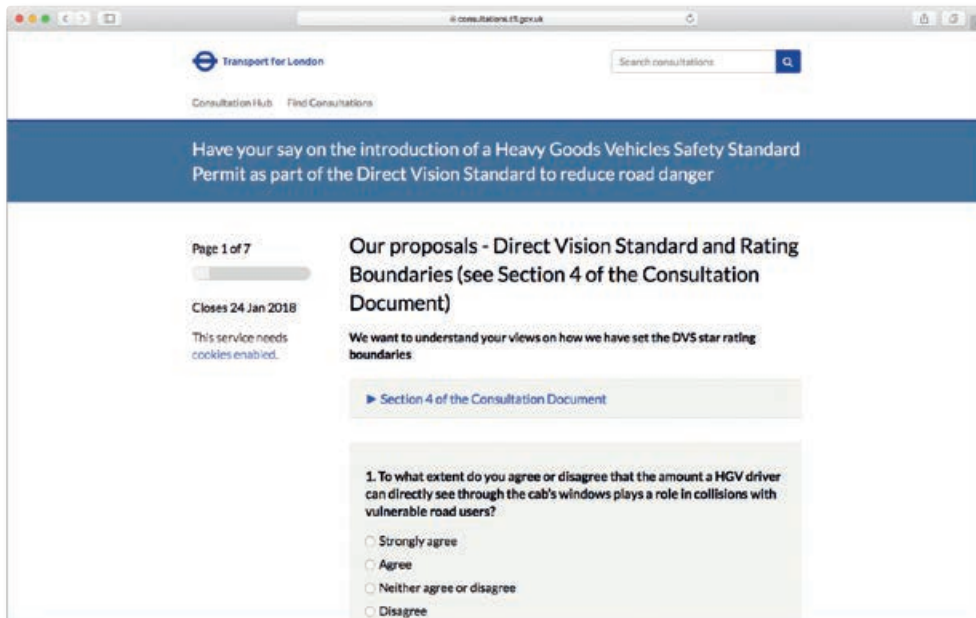 consultations.tfl.gov.uk
Transport for London
Search consultations
Consultation Hub Find Consultations
Have your say on the introduction of a Heavy Goods Vehicles Safety Standard
Permit as part of the Direct Vision Standard to reduce road danger
Page 1 of 7
Closes 24 Jan 2018
This service needs
cookies enabled.
Our proposals - Direct Vision Standard and Rating
Boundaries (see Section 4 of the Consultation
Document)
We want to understand your views on how we have set the DVS star rating
boundaries
▶ Section 4 of the Consultation Document
1. To what extent do you agree or disagree that the amount a HGV driver
can directly see through the cab's windows plays a role in collisions with
vulnerable road users?
Strongly agree
Agree
Neither agree or disagree
Disagree